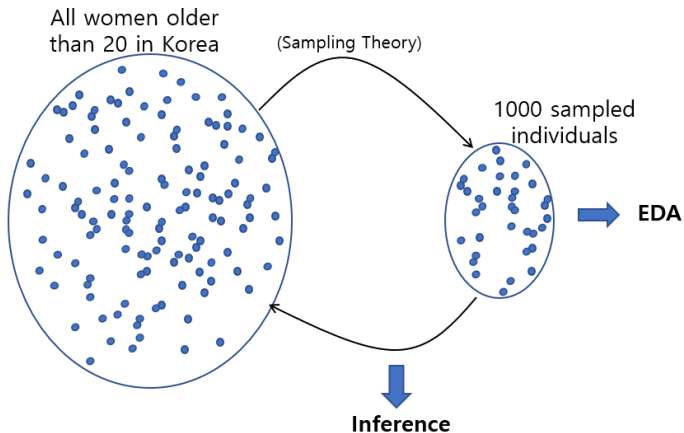 All women older
than 20 in Korea
(Sampling Theory)
1000 sampled
individuals
EDA
Inference